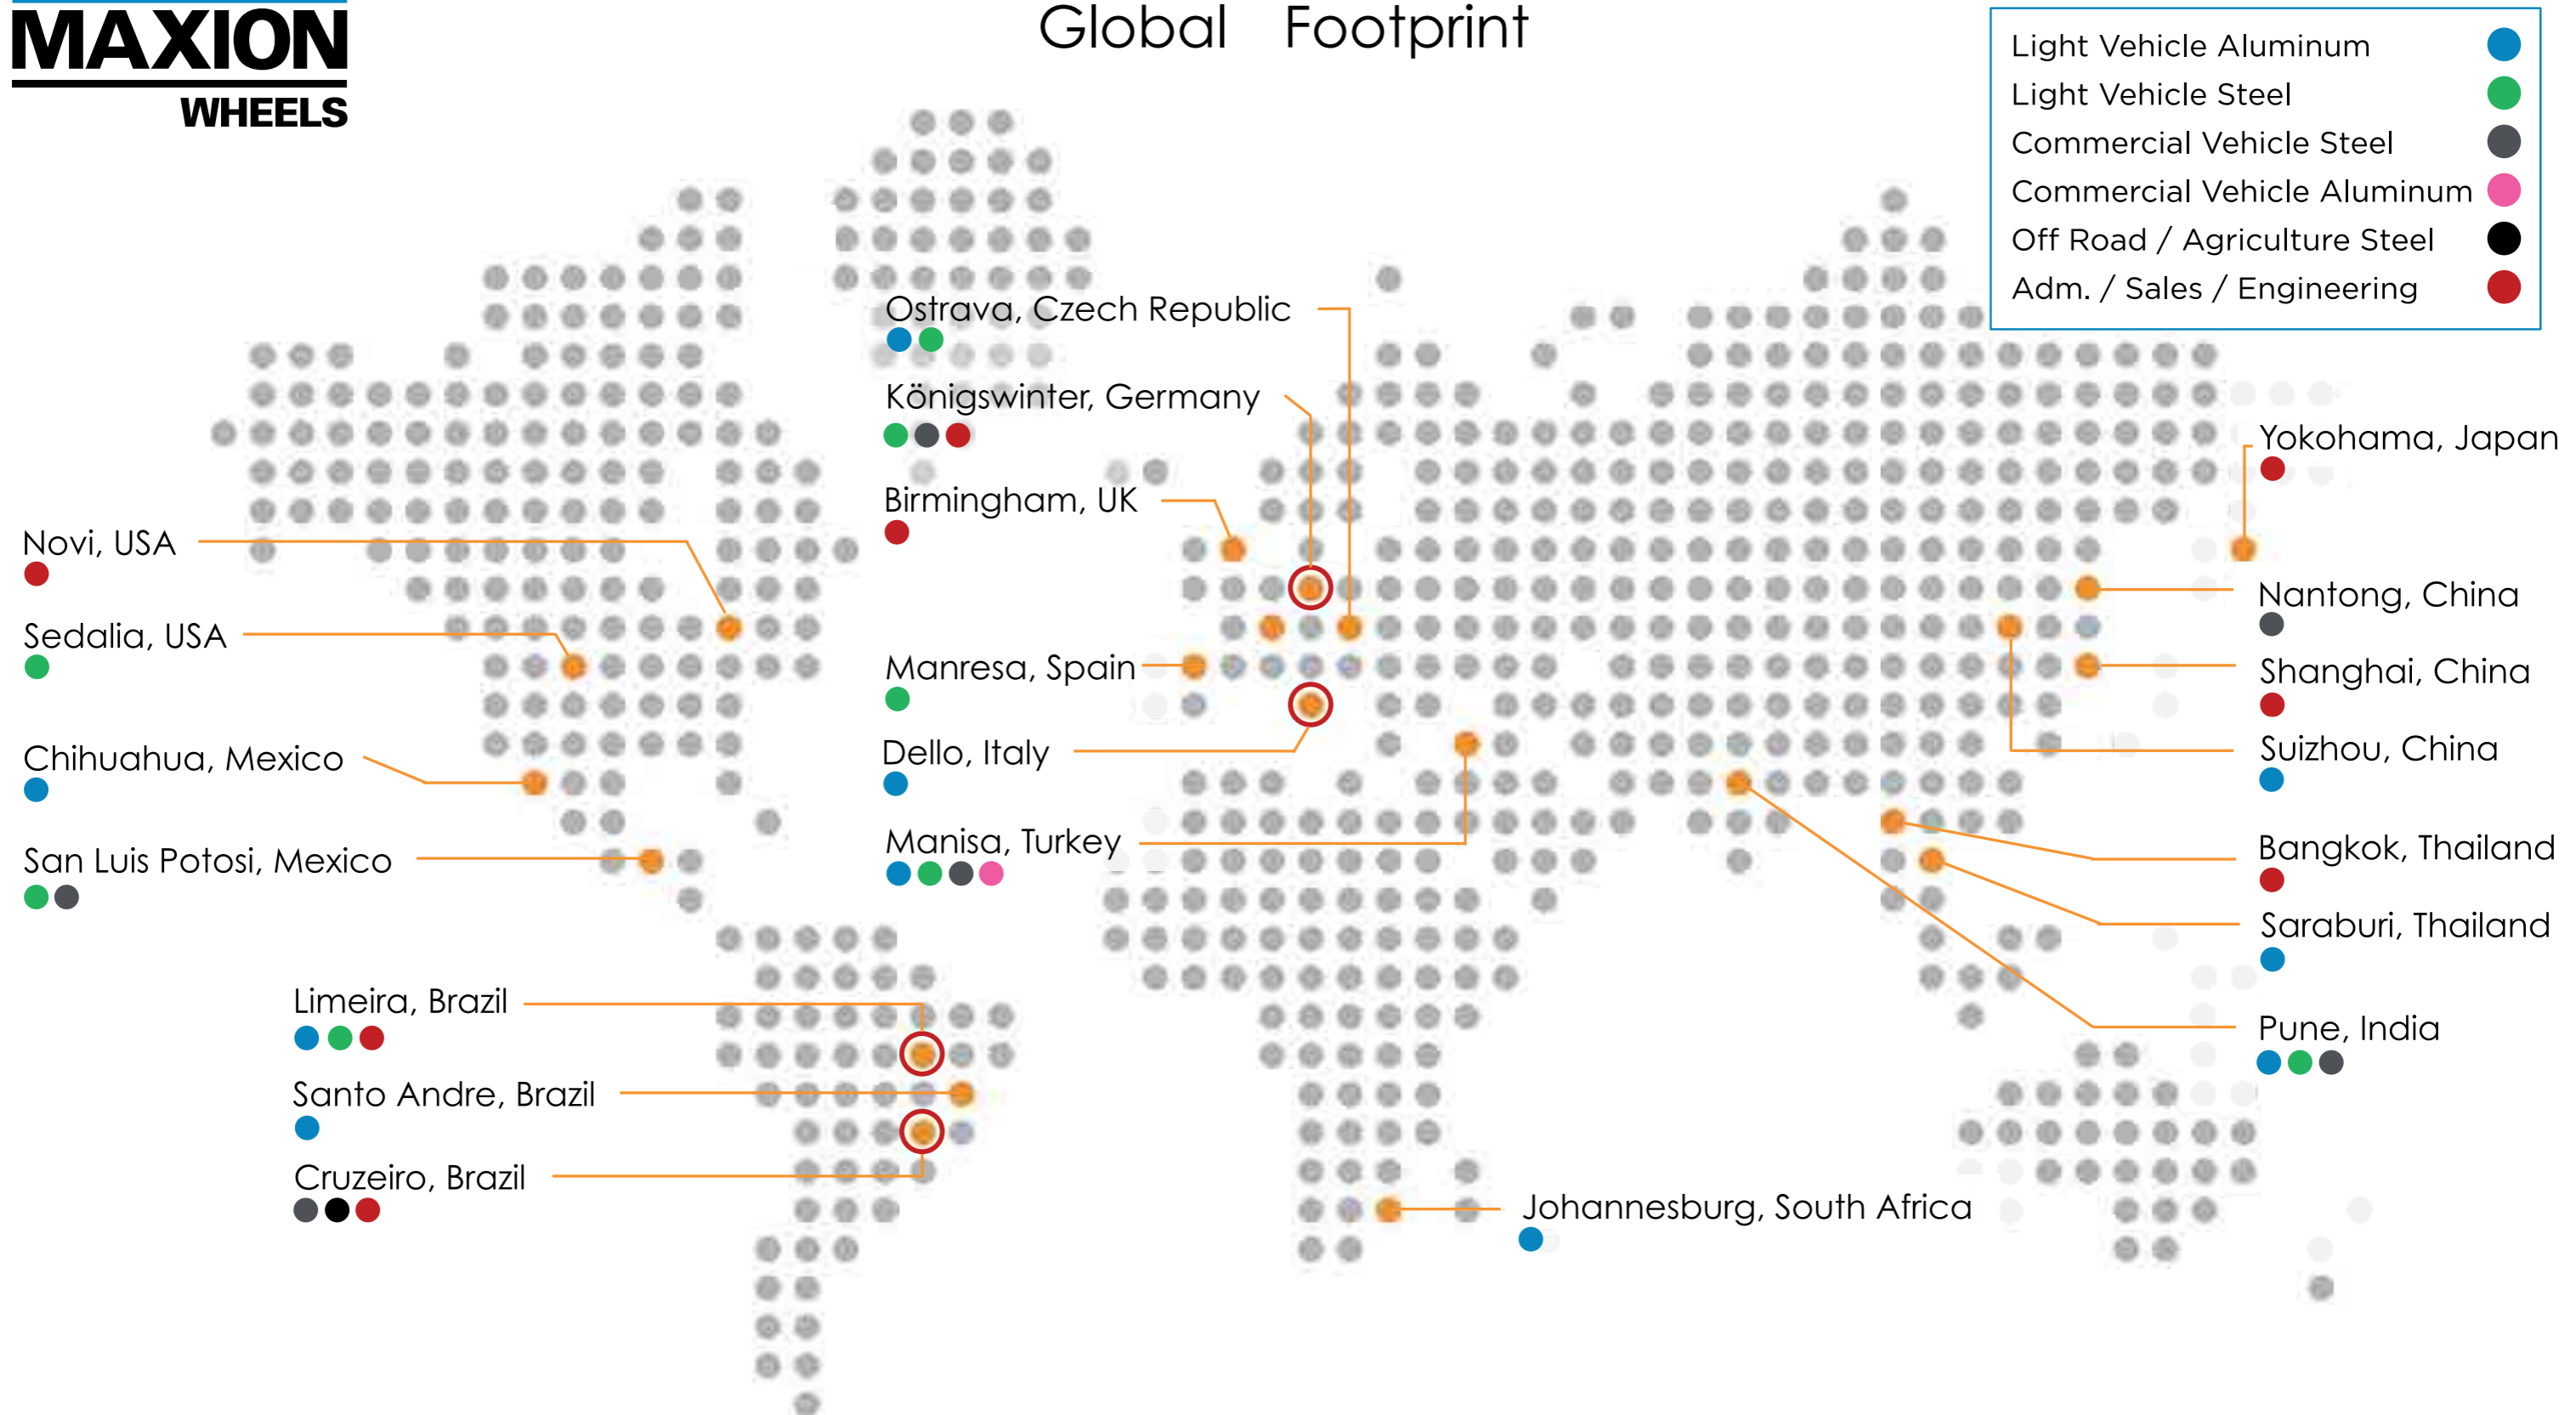 MAXION
WHEELS
Global Footprint
Light Vehicle Aluminum
Light Vehicle Steel
Commercial Vehicle Steel
Commercial Vehicle Aluminum
Off Road / Agriculture Steel
Adm. / Sales / Engineering
Novi, USA
Sedalia, USA
Chihuahua, Mexico
San Luis Potosi, Mexico
Limeira, Brazil
Santo Andre, Brazil
Cruzeiro, Brazil
Ostrava, Czech Republic
Königswinter, Germany
Birmingham, UK
Manresa, Spain
Dello, Italy
Manisa, Turkey
Johannesburg, South Africa
Yokohama, Japan
Nantong, China
Shanghai, China
Suizhou, China
Bangkok, Thailand
Saraburi, Thailand
Pune, India